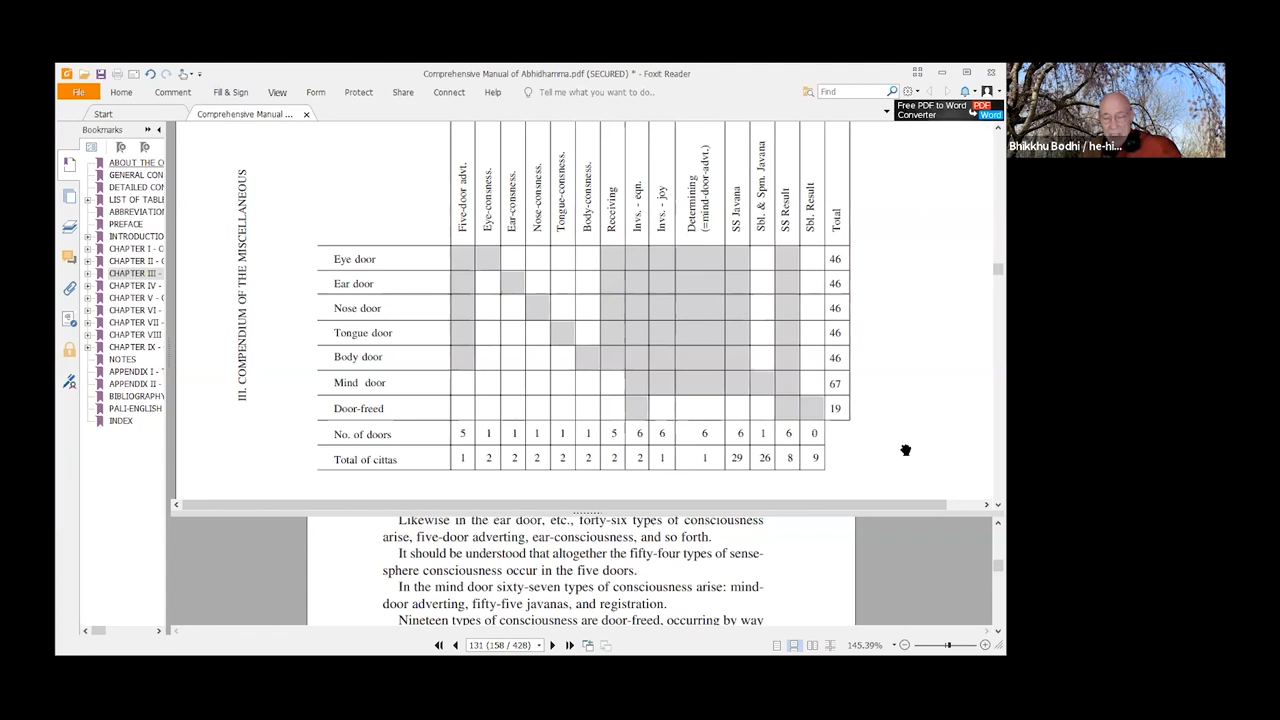 Comprehensive Manual of Abhidhamma.pdf (SECURED) * - Foxit Reader
File Home Comment Fill & Sign View Form Protect Share Connect Help Tell me what you want to do.. Find
Start Comprehensive Manual ...
Free PDF to Word Converter PDF Word
Bookmarks
ABOUT THE C
GENERAL CON
DETAILED CON
LIST OF TABLE
ABBREVIATION
PREFACE
INTRODUCTIO
CHAPTER I - C
CHAPTER II - C
CHAPTER III -
CHAPTER IV -
CHAPTER V - C
CHAPTER VI -
CHAPTER VII -
CHAPTER VIII
CHAPTER IX -
NOTES
APPENDIX I - T
APPENDIX II -
BIBLIOGRAPHY
PALI-ENGLISH
INDEX
III. COMPENDIUM OF THE MISCELLANEOUS
Five-door advt.
Eye-consness.
Ear-consness.
Nose-consness.
Tongue-consness.
Body-consness.
Receiving
Invs. - eqn.
Invs. - joy
Determining
(=mind-door-advt.)
SS Javana
Sbl. & Spm. Javana
SS Result
Sbl. Result
Total
Eye door 46
Ear door 46
Nose door 46
Tongue door 46
Body door 46
Mind door 67
Door-freed 19
No. of doors 5 1 1 1 1 1 5 6 6 6 6 1 6 0
Total of cittas 1 2 2 2 2 2 2 2 1 1 29 26 8 9
Likewise in the ear door, etc., forty-six types of consciousness
arise, five-door adverting, ear-consciousness, and so forth.
It should be understood that altogether the fifty-four types of sense-
sphere consciousness occur in the five doors.
In the mind door sixty-seven types of consciousness arise: mind-
door adverting, fifty-five javanas, and registration.
Nineteen types of consciousness are door-freed, occurring by way
131 (158 / 428)
145.39%
Bhikkhu Bodhi / he-hi...